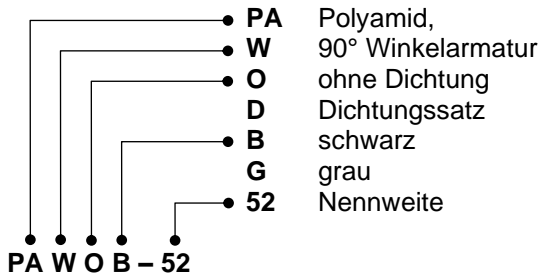 PA Polyamid,
W 90° Winkelarmatur
O ohne Dichtung
D Dichtungssatz
B schwarz
G grau
52 Nennweite
PA W O B – 52